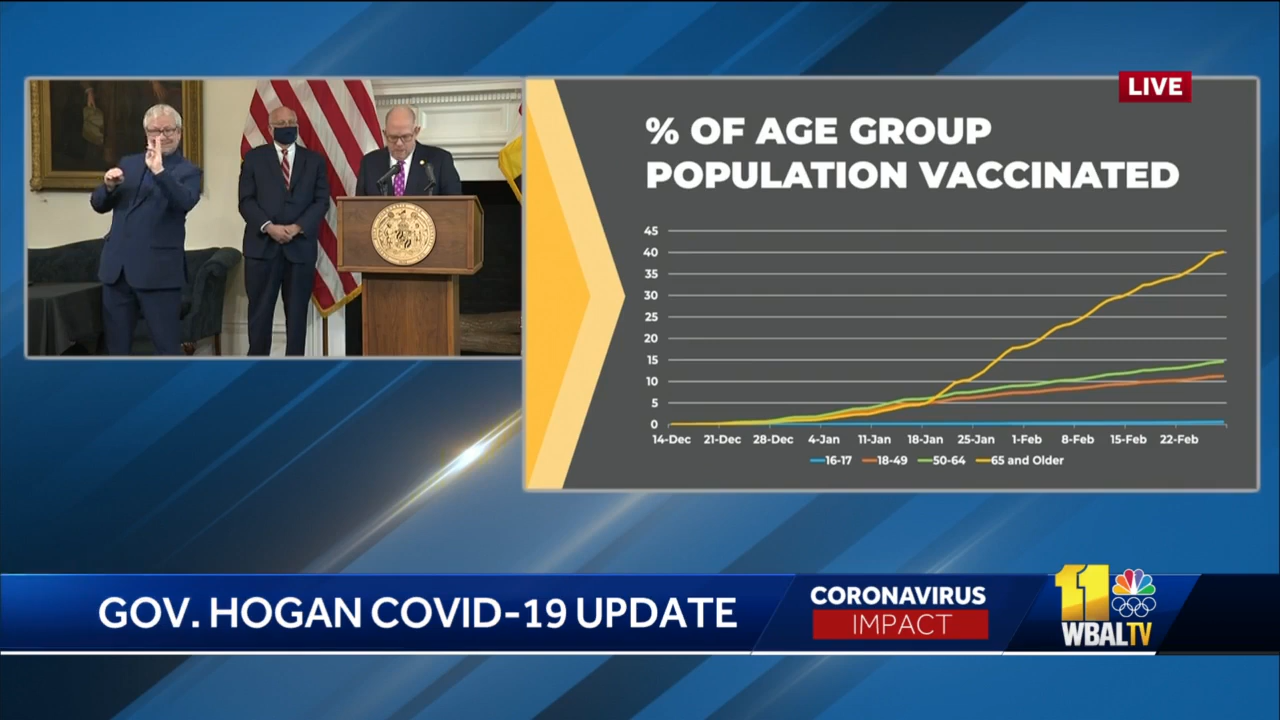 LIVE
% OF AGE GROUP
POPULATION VACCINATED
45
40
35
30
25
20
15
10
5
0
14-Dec 21-Dec 28-Dec 4-Jan 11-Jan 18-Jan 25-Jan 1-Feb 8-Feb 15-Feb 22-Feb
16-17 18-49 50-64 65 and Older
GOV. HOGAN COVID-19 UPDATE
CORONAVIRUS
IMPACT
11
WBALTV